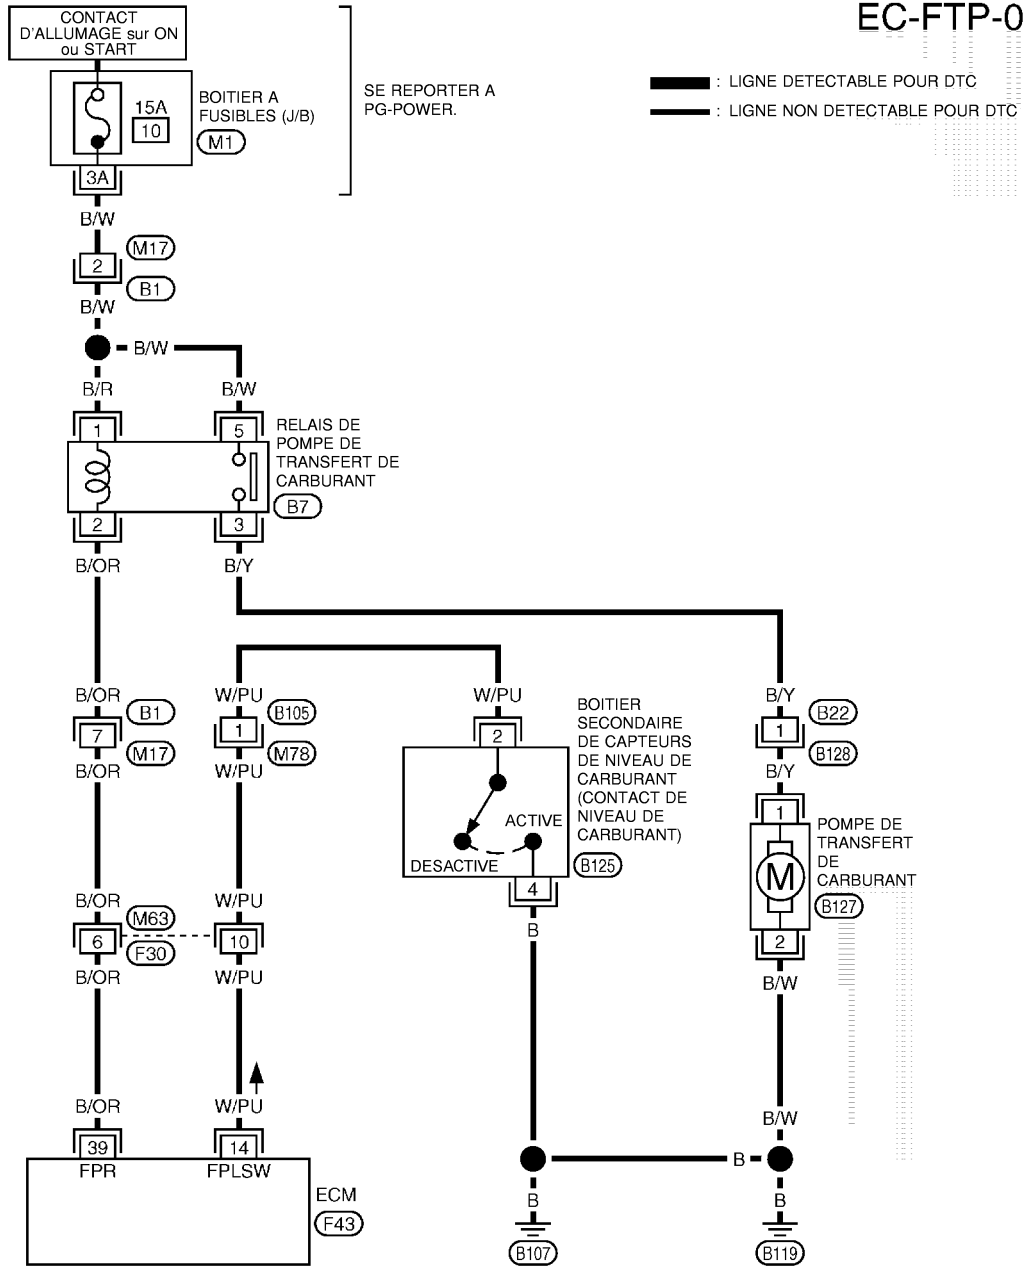 EC-FTP-0
CONTACT
D'ALLUMAGE sur ON
ou START
15A
10
BOITIER A
FUSIBLES (J/B)
M1
SE REPORTER A
PG-POWER.
: LIGNE DETECTABLE POUR DTC
: LIGNE NON DETECTABLE POUR DTC
3A
B/W
M17
2
B1
B/W
B/W
B/R
B/W
1
5
RELAIS DE
POMPE DE
TRANSFERT DE
CARBURANT
B7
2
3
B/OR
B/Y
B/OR
B1
7
M17
B/OR
W/PU
B105
1
M78
W/PU
W/PU
2
BOITIER
SECONDAIRE
DE CAPTEURS
DE NIVEAU DE
CARBURANT
(CONTACT DE
NIVEAU DE
CARBURANT)
B125
ACTIVE
DESACTIVE
4
B
B/Y
B22
1
B128
B/Y
1
POMPE DE
TRANSFERT
DE
CARBURANT
B127
M
2
B/W
B/OR
M63
6
F30
B/OR
W/PU
10
W/PU
B/OR
W/PU
B/W
39
14
FPR
FPLSW
ECM
F43
B
B
B
B107
B119